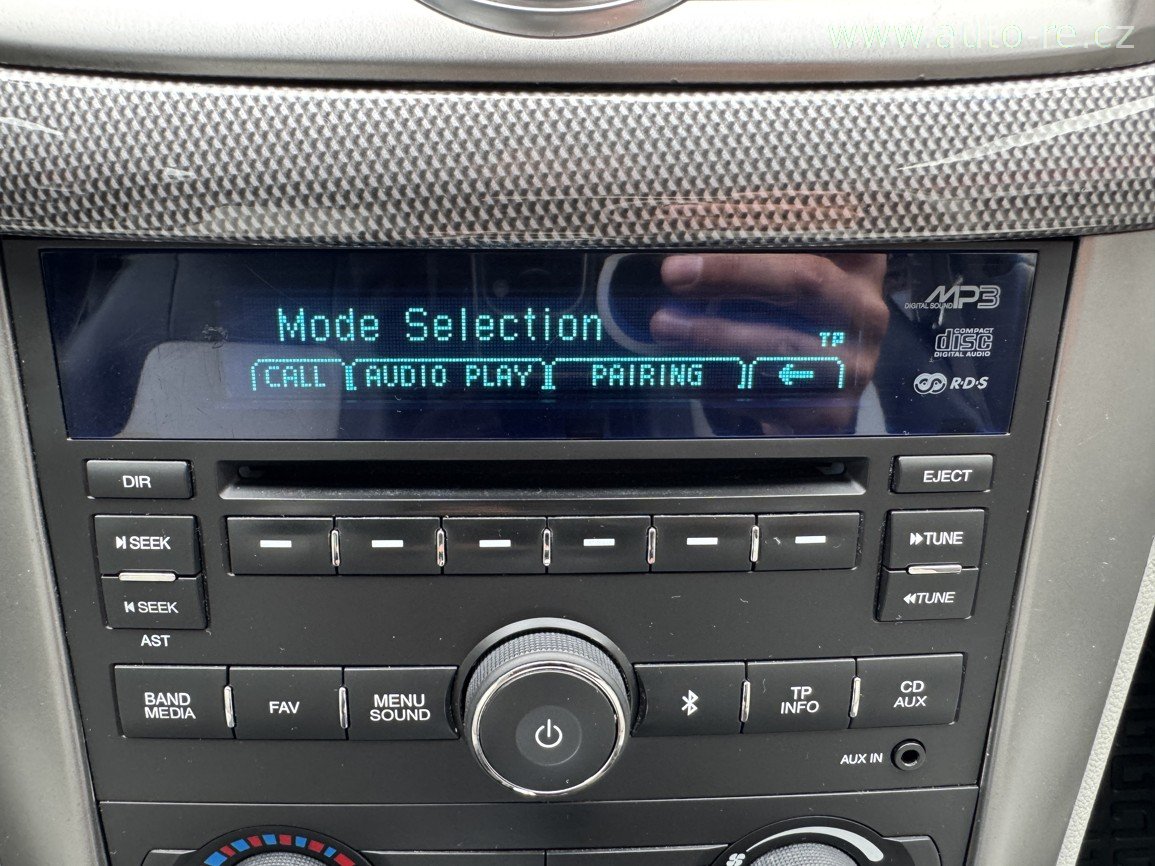 www.auto-re.cz
Mode Selection
TP
CALL AUDIO PLAY PAIRING
DIGITAL SOUND MP3
COMPACT
disc
DIGITAL AUDIO
R·D·S
DIR
EJECT
SEEK
TUNE
SEEK
TUNE
AST
BAND
MEDIA
FAV
MENU
SOUND
TP
INFO
CD
AUX
AUX IN